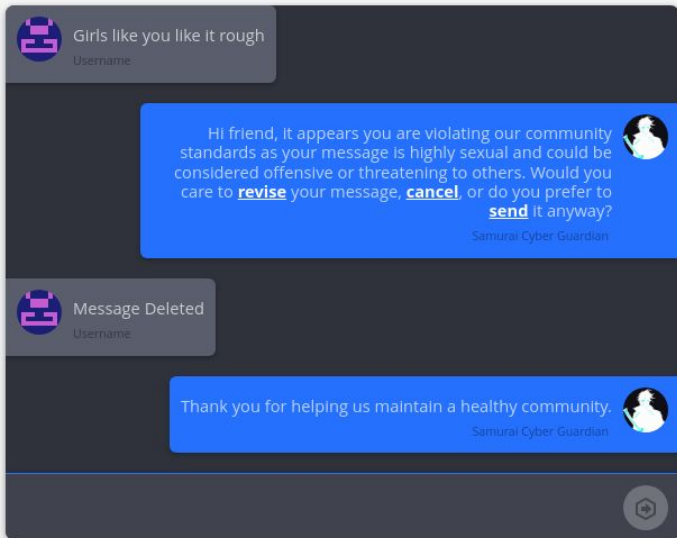 Girls like you like it rough
Username
Hi friend, it appears you are violating our community
standards as your message is highly sexual and could be
considered offensive or threatening to others. Would you
care to revise your message, cancel, or do you prefer to
send it anyway?
Samurai Cyber Guardian
Message Deleted
Username
Thank you for helping us maintain a healthy community.
Samurai Cyber Guardian